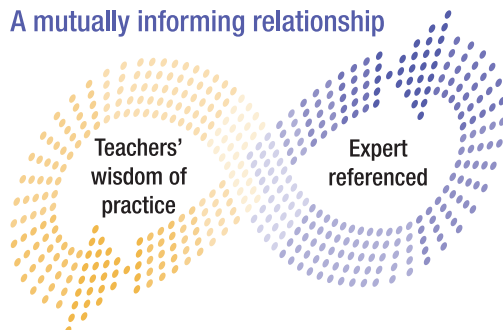 A mutually informing relationship
Teachers’
wisdom of
practice
Expert
referenced